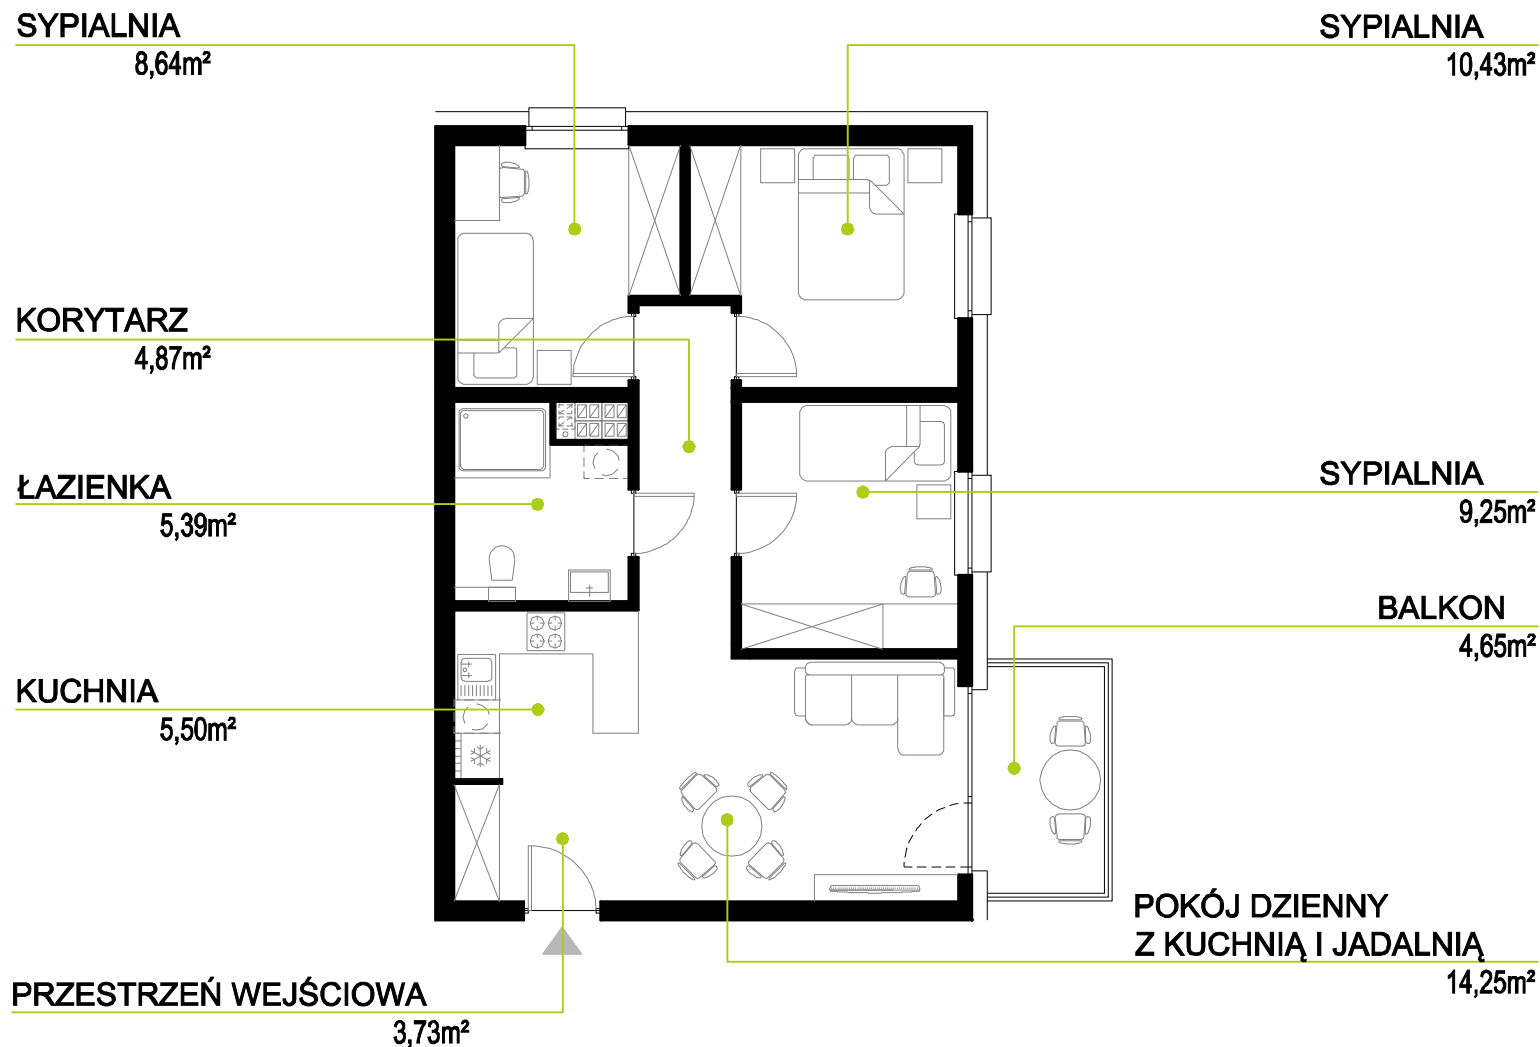 SYPIALNIA
8,64m²
SYPIALNIA
10,43m²
KORYTARZ
4,87m²
ŁAZIENKA
5,39m²
SYPIALNIA
9,25m²
BALKON
4,65m²
KUCHNIA
5,50m²
POKÓJ DZIENNY
Z KUCHNIĄ I JADALNIĄ
14,25m²
PRZESTRZEŃ WEJŚCIOWA
3,73m²